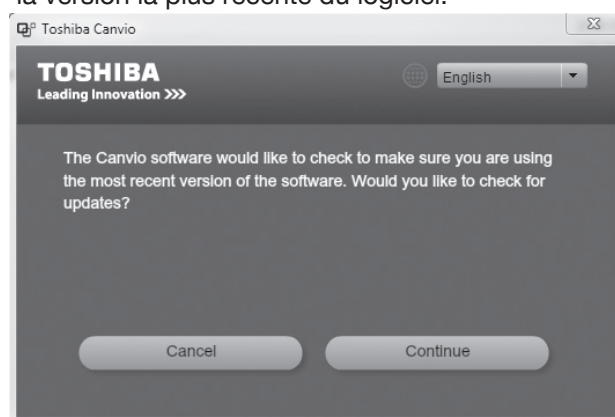 la version la plus récente du logiciel.
Toshiba Canvio
TOSHIBA
Leading Innovation >>>
English
The Canvio software would like to check to make sure you are using
the most recent version of the software. Would you like to check for
updates?
Cancel
Continue